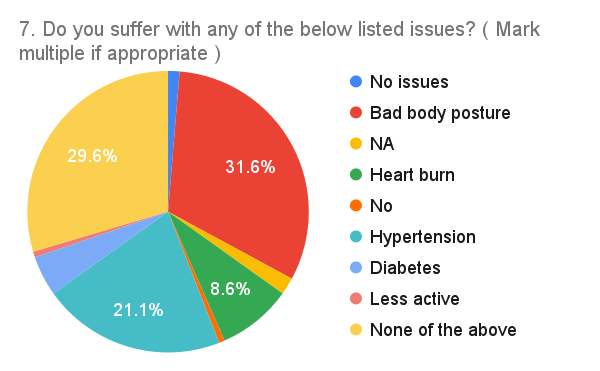 7. Do you suffer with any of the below listed issues? ( Mark
multiple if appropriate )
No issues
Bad body posture
NA
Heart burn
No
Hypertension
Diabetes
Less active
None of the above
29.6%
31.6%
8.6%
21.1%